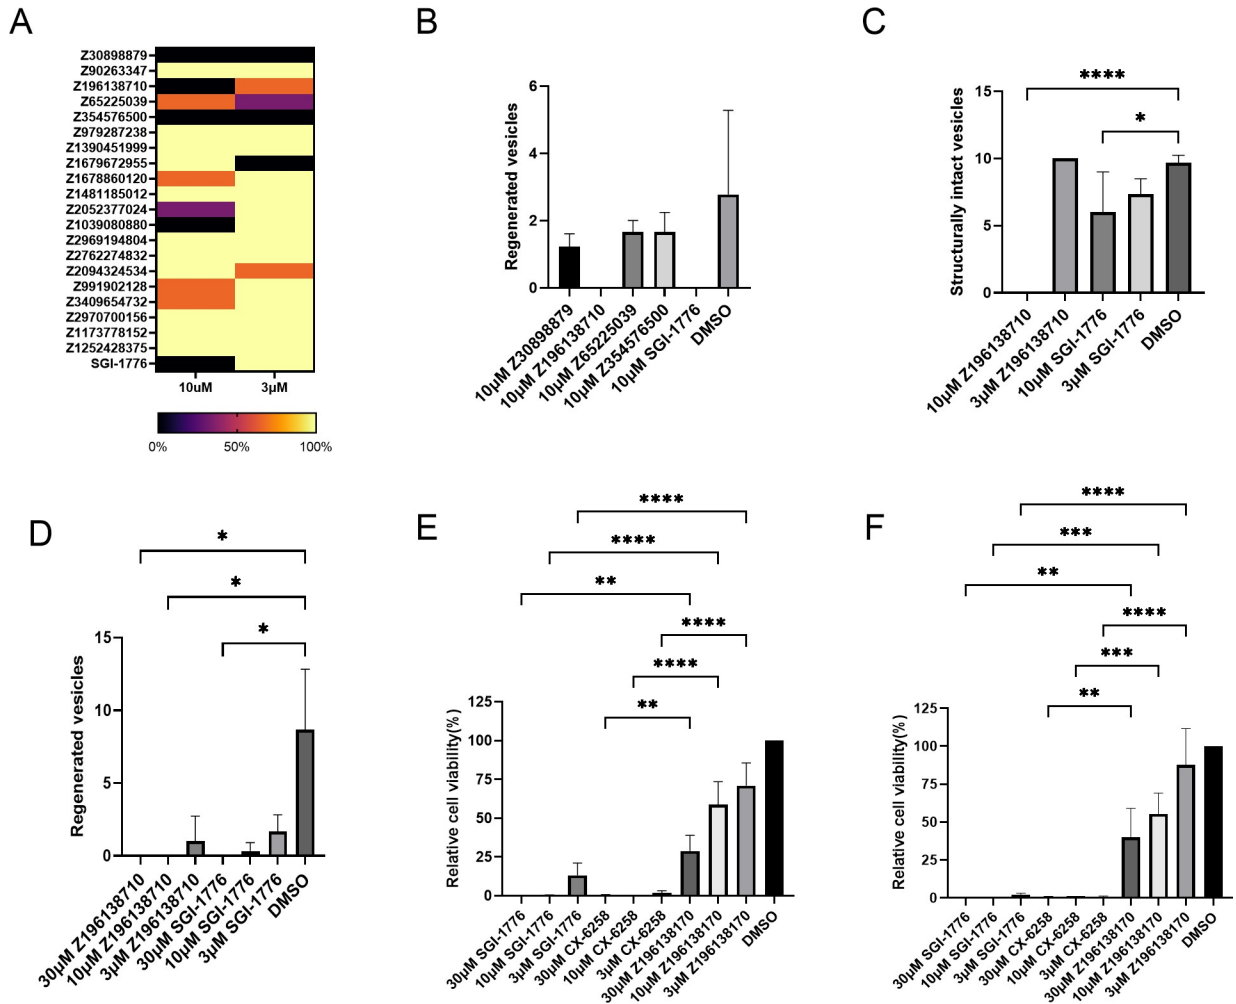 A
Z30898879
Z90263347
Z196138710
Z65225039
Z354576500
Z979287238
Z1390451999
Z1679672955
Z1678860120
Z1481185012
Z2052377024
Z1039080880
Z2969194804
Z2762274832
Z2094324534
Z991902128
Z3409654732
Z2970700156
Z1173778152
Z1252428375
SGI-1776
10uM 3μM
0% 50% 100%
B
Regenerated vesicles
6
4
2
0
10μM Z30898879
10μM Z196138710
10μM Z65225039
10μM Z354576500
10μM SGI-1776
DMSO
C
Structurally intact vesicles
****
*
15
10
5
0
10μM Z196138710
3μM Z196138710
10μM SGI-1776
3μM SGI-1776
DMSO
D
Regenerated vesicles
*
*
*
15
10
5
0
30μM Z196138710
10μM Z196138710
3μM Z196138710
30μM SGI-1776
10μM SGI-1776
3μM SGI-1776
DMSO
E
Relative cell viability(%)
****
****
**
****
****
**
125
100
75
50
25
0
30μM SGI-1776
10μM SGI-1776
3μM SGI-1776
30μM CX-6258
10μM CX-6258
3μM CX-6258
30μM Z196138170
10μM Z196138170
3μM Z196138170
DMSO
F
Relative cell viability(%)
****
***
**
****
***
**
125
100
75
50
25
0
30μM SGI-1776
10μM SGI-1776
3μM SGI-1776
30μM CX-6258
10μM CX-6258
3μM CX-6258
30μM Z196138170
10μM Z196138170
3μM Z196138170
DMSO